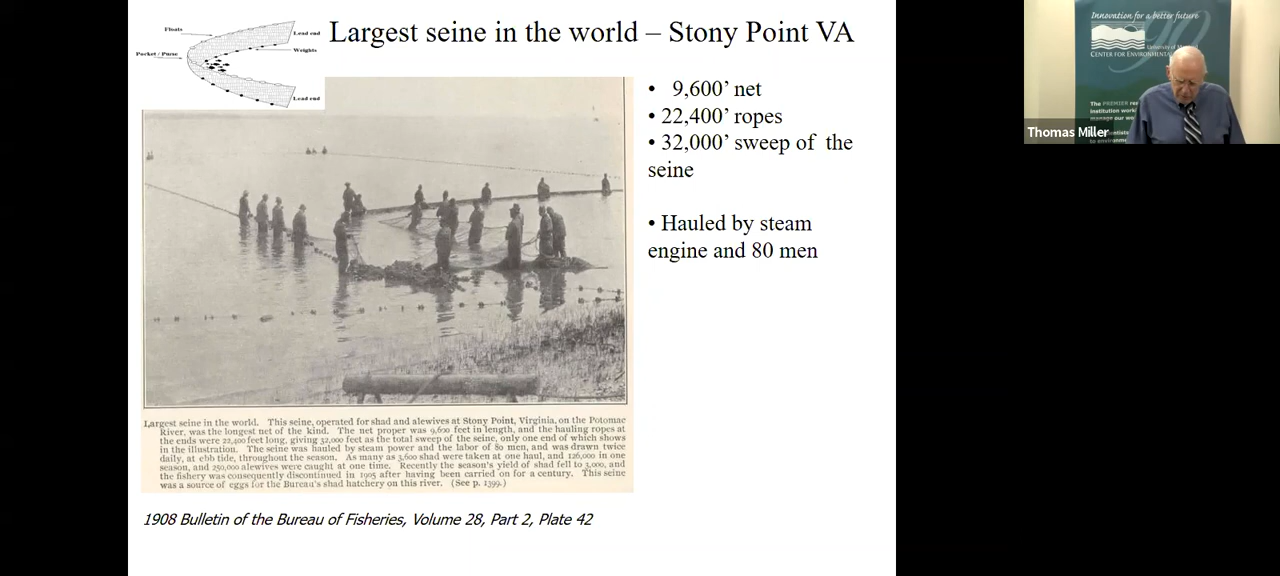 Floats
Lead end
Pocket / Purse
Weights
Lead end
Largest seine in the world – Stony Point VA
• 9,600’ net
• 22,400’ ropes
• 32,000’ sweep of the
seine
• Hauled by steam
engine and 80 men
Largest seine in the world. This seine, operated for shad and alewives at Stony Point, Virginia, on the Potomac
River, was the longest net of the kind. The net proper was 9,600 feet in length, and the hauling ropes at
the ends were 22,400 feet long, giving 32,000 feet as the total sweep of the seine, only one end of which shows
in the illustration. The seine was hauled by steam power and the labor of 80 men, and was drawn twice
daily, at ebb tide, throughout the season. As many as 3,600 shad were taken at one haul, and 126,000 in one
season, and 250,000 alewives were caught at one time. Recently the season's yield of shad fell to 3,000, and
the fishery was consequently discontinued in 1905 after having been carried on for a century. This seine
was a source of eggs for the Bureau's shad hatchery on this river. (See p. 1399.)
1908 Bulletin of the Bureau of Fisheries, Volume 28, Part 2, Plate 42
Innovation for a better future
University of
CENTER FOR ENVIRONMENTA
The PREMIER
institution
manage our
to
Thomas Miller